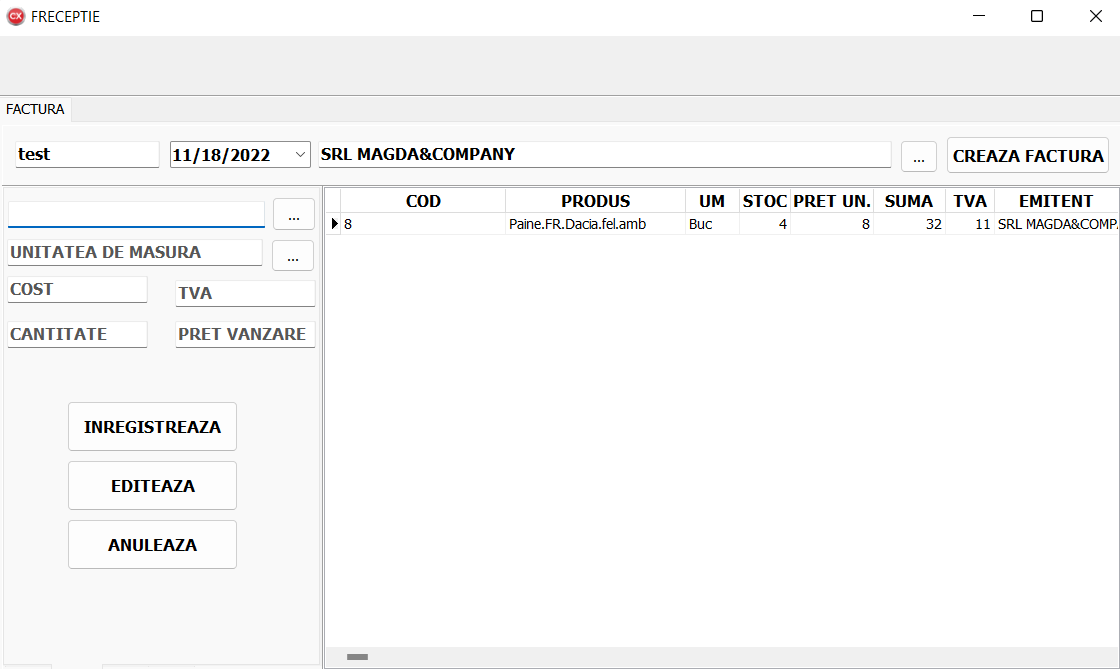 CX FRECEPTIE
FACTURA
test 11/18/2022 SRL MAGDA&COMPANY ... CREAZA FACTURA
...
UNITATEA DE MASURA ...
COST TVA
CANTITATE PRET VANZARE
INREGISTREAZA
EDITEAZA
ANULEAZA
COD PRODUS UM STOC PRET UN. SUMA TVA EMITENT
8 Paine.FR.Dacia.fel.amb Buc 4 8 32 11 SRL MAGDA&COMP